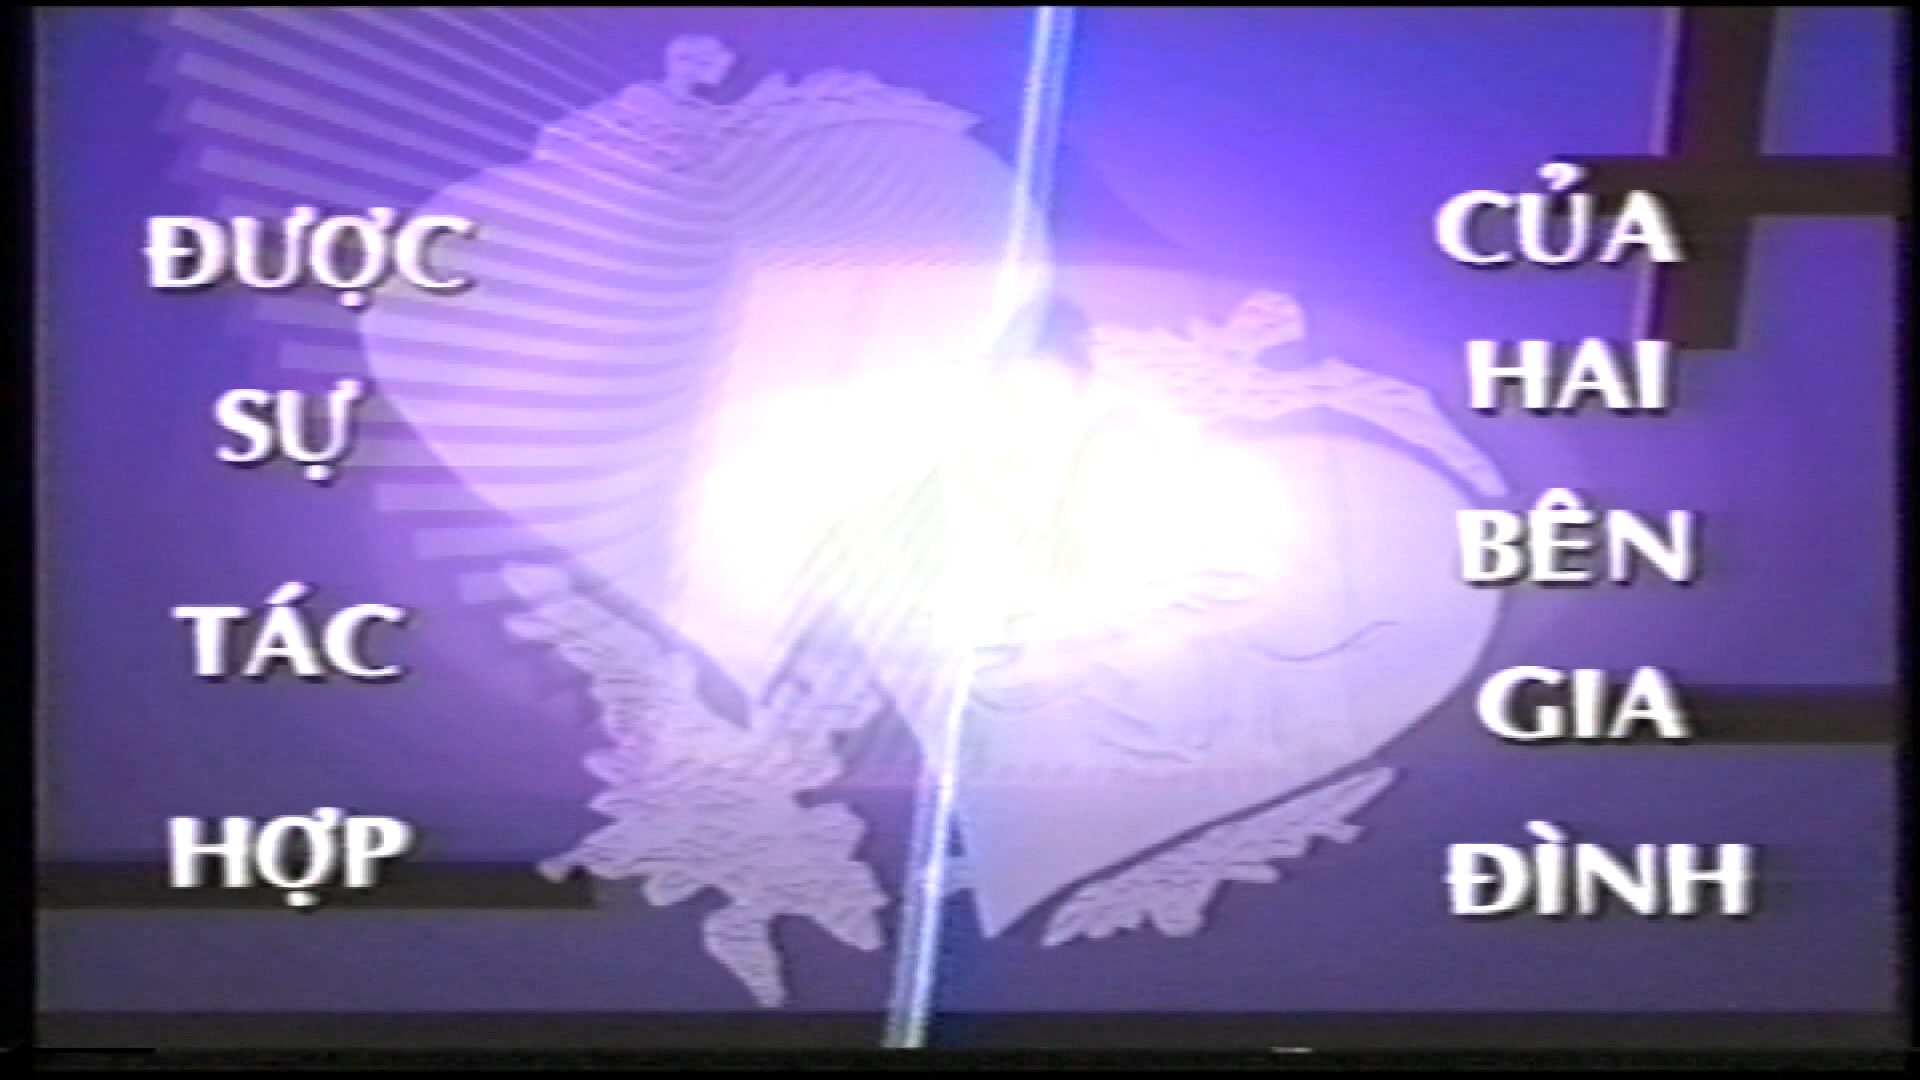 ĐƯỢC
SỰ
TÁC
HỢP
CỦA
HAI
BÊN
GIA
ĐÌNH